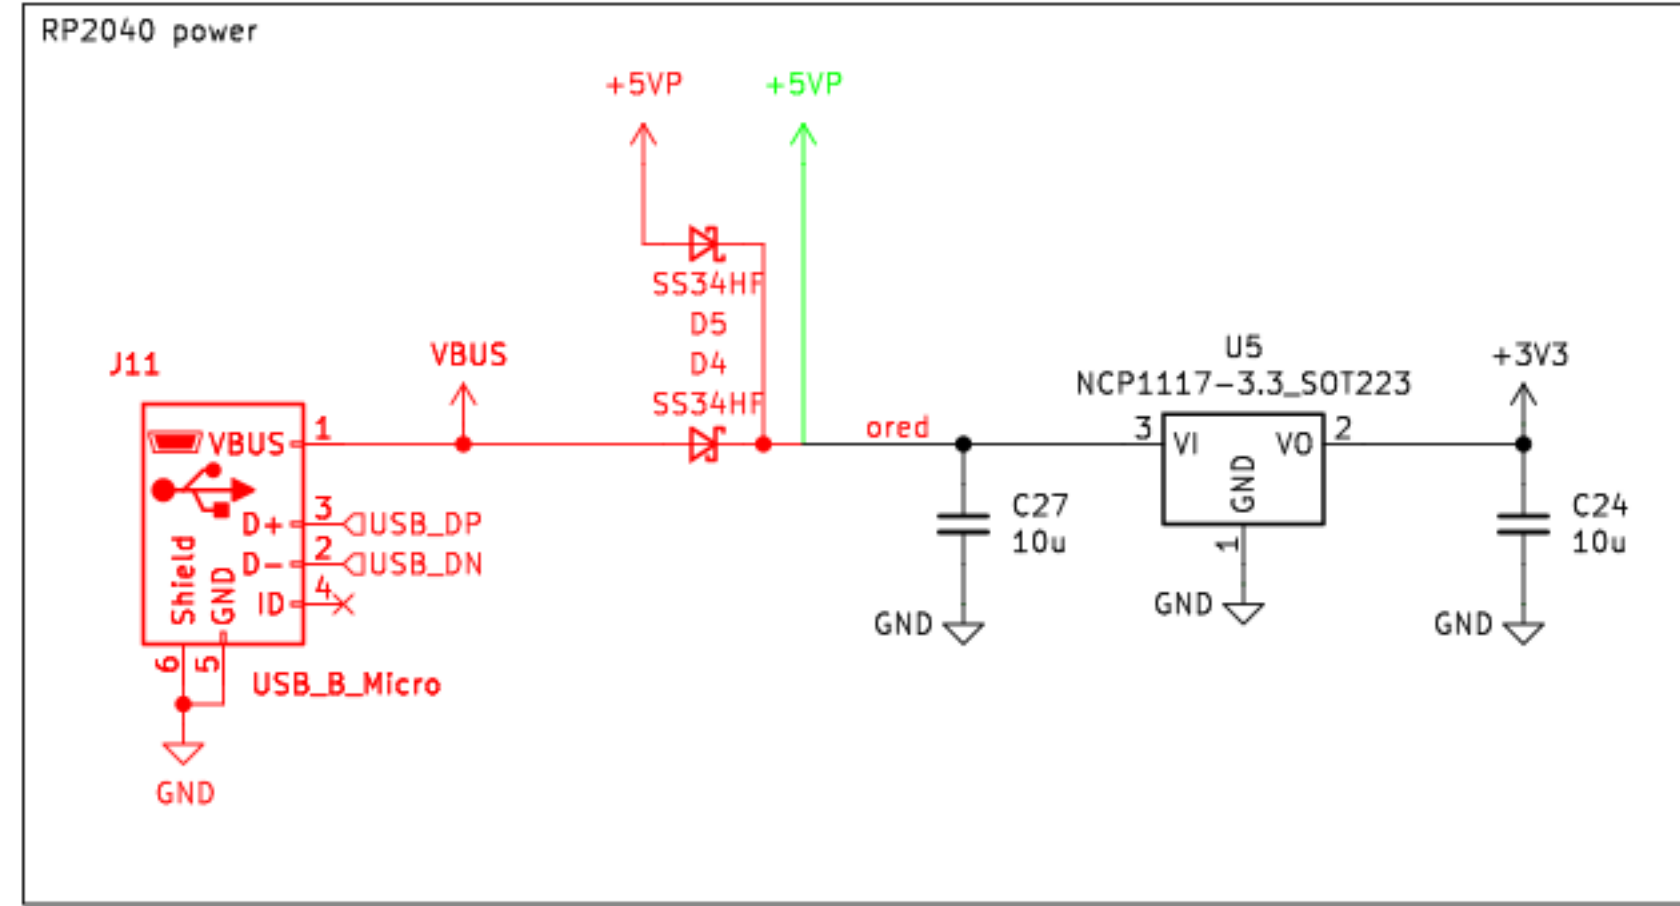 RP2040 power
+5VP
+5VP
SS34HF
D5
D4
SS34HF
J11
VBUS
VBUS
1
D+
3
USB_DP
D-
2
USB_DN
ID
4
Shield
GND
6
5
USB_B_Micro
GND
ored
C27
10u
GND
U5
NCP1117-3.3_SOT223
3
VI
VO
2
GND
1
GND
+3V3
C24
10u
GND